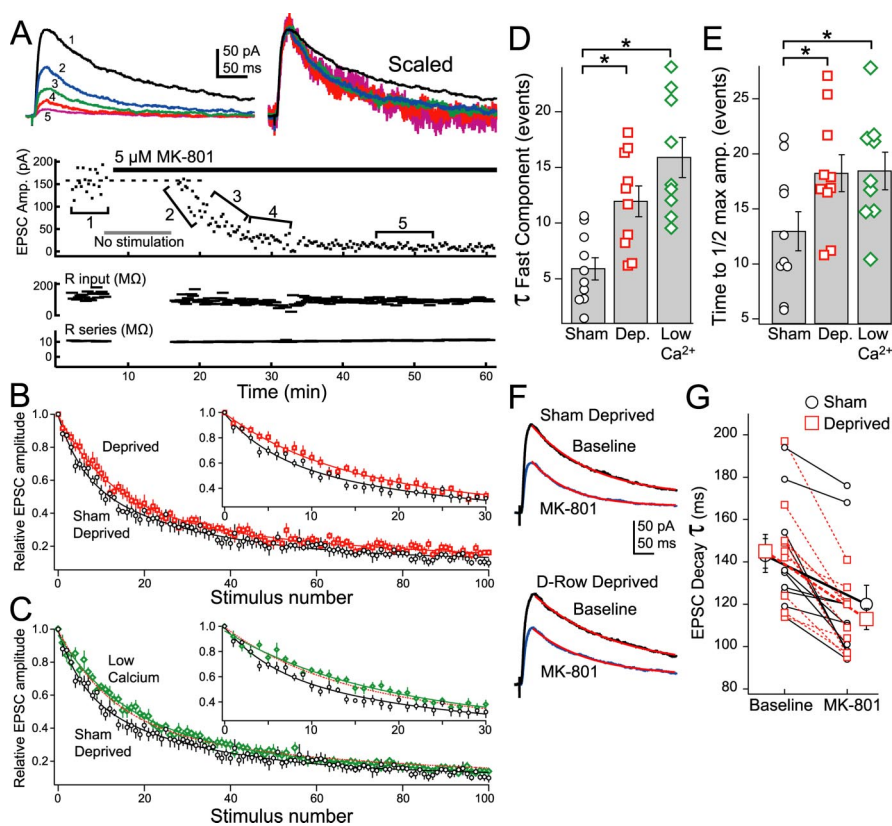 A
1
2
3
4
5
50 pA
50 ms
Scaled
5 µM MK-801
EPSC Amp. (pA)
200
150
100
50
0
1
2
3
4
5
No stimulation
R input (MΩ)
200
0
R series (MΩ)
10
0
10 20 30 40 50 60
Time (min)
B
Relative EPSC amplitude
1.0
0.8
0.6
0.4
0.2
Deprived
Sham
Deprived
1.0
0.8
0.6
0.4
0 10 20 30
0 20 40 60 80 100
Stimulus number
C
Relative EPSC amplitude
1.0
0.8
0.6
0.4
0.2
Low
Calcium
Sham
Deprived
1.0
0.8
0.6
0.4
0 10 20 30
0 20 40 60 80 100
Stimulus number
D
τ Fast Component (events)
20
15
10
5
*
*
Sham Dep. Low
Ca2+
E
Time to 1/2 max amp. (events)
25
20
15
10
5
*
*
Sham Dep. Low
Ca2+
F
Sham Deprived
Baseline
MK-801
50 pA
50 ms
D-Row Deprived
Baseline
MK-801
G
Sham
Deprived
EPSC Decay τ (ms)
200
180
160
140
120
100
80
Baseline MK-801